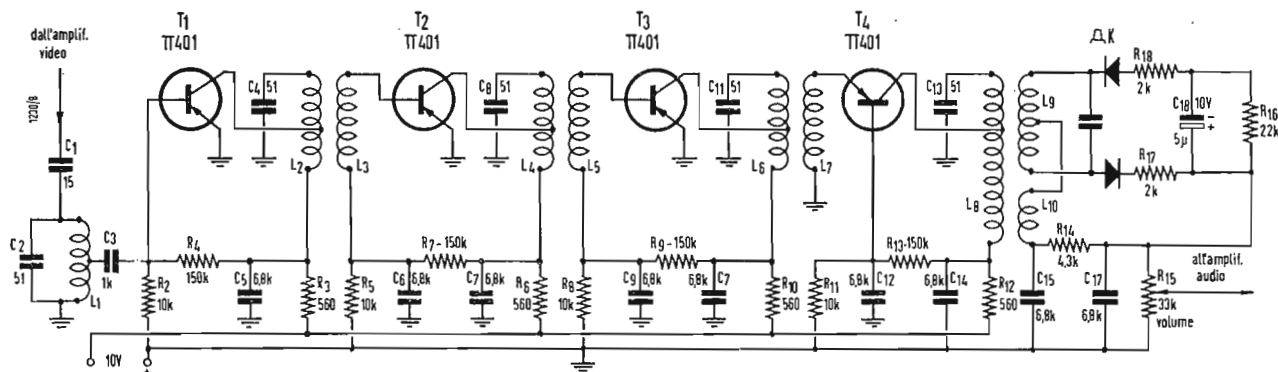 dall'amplif.
video
1230/8
C1
15
C2
51
L1
C3
1k
T1
П401
C4
51
L2
R4
150k
R2
10k
C5
6,8k
R3
560
10V
T2
П401
L3
C8
51
L4
R5
10k
C6
6,8k
R7-150k
C7
6,8k
R6
560
T3
П401
L5
C11
51
L6
R8
10k
C9
6,8k
R9-150k
6,8k
C7
R10
560
T4
П401
L7
C13
51
L8
R11
10k
6,8k
C12
R13-150k
6,8k
C14
R12
560
ДК
L9
L10
R18
2k
C18
10V
5µ
-
+
R16
22k
R17
2k
R14
4,3k
C15
6,8k
C17
6,8k
R15
33k
volume
all'amplif.
audio